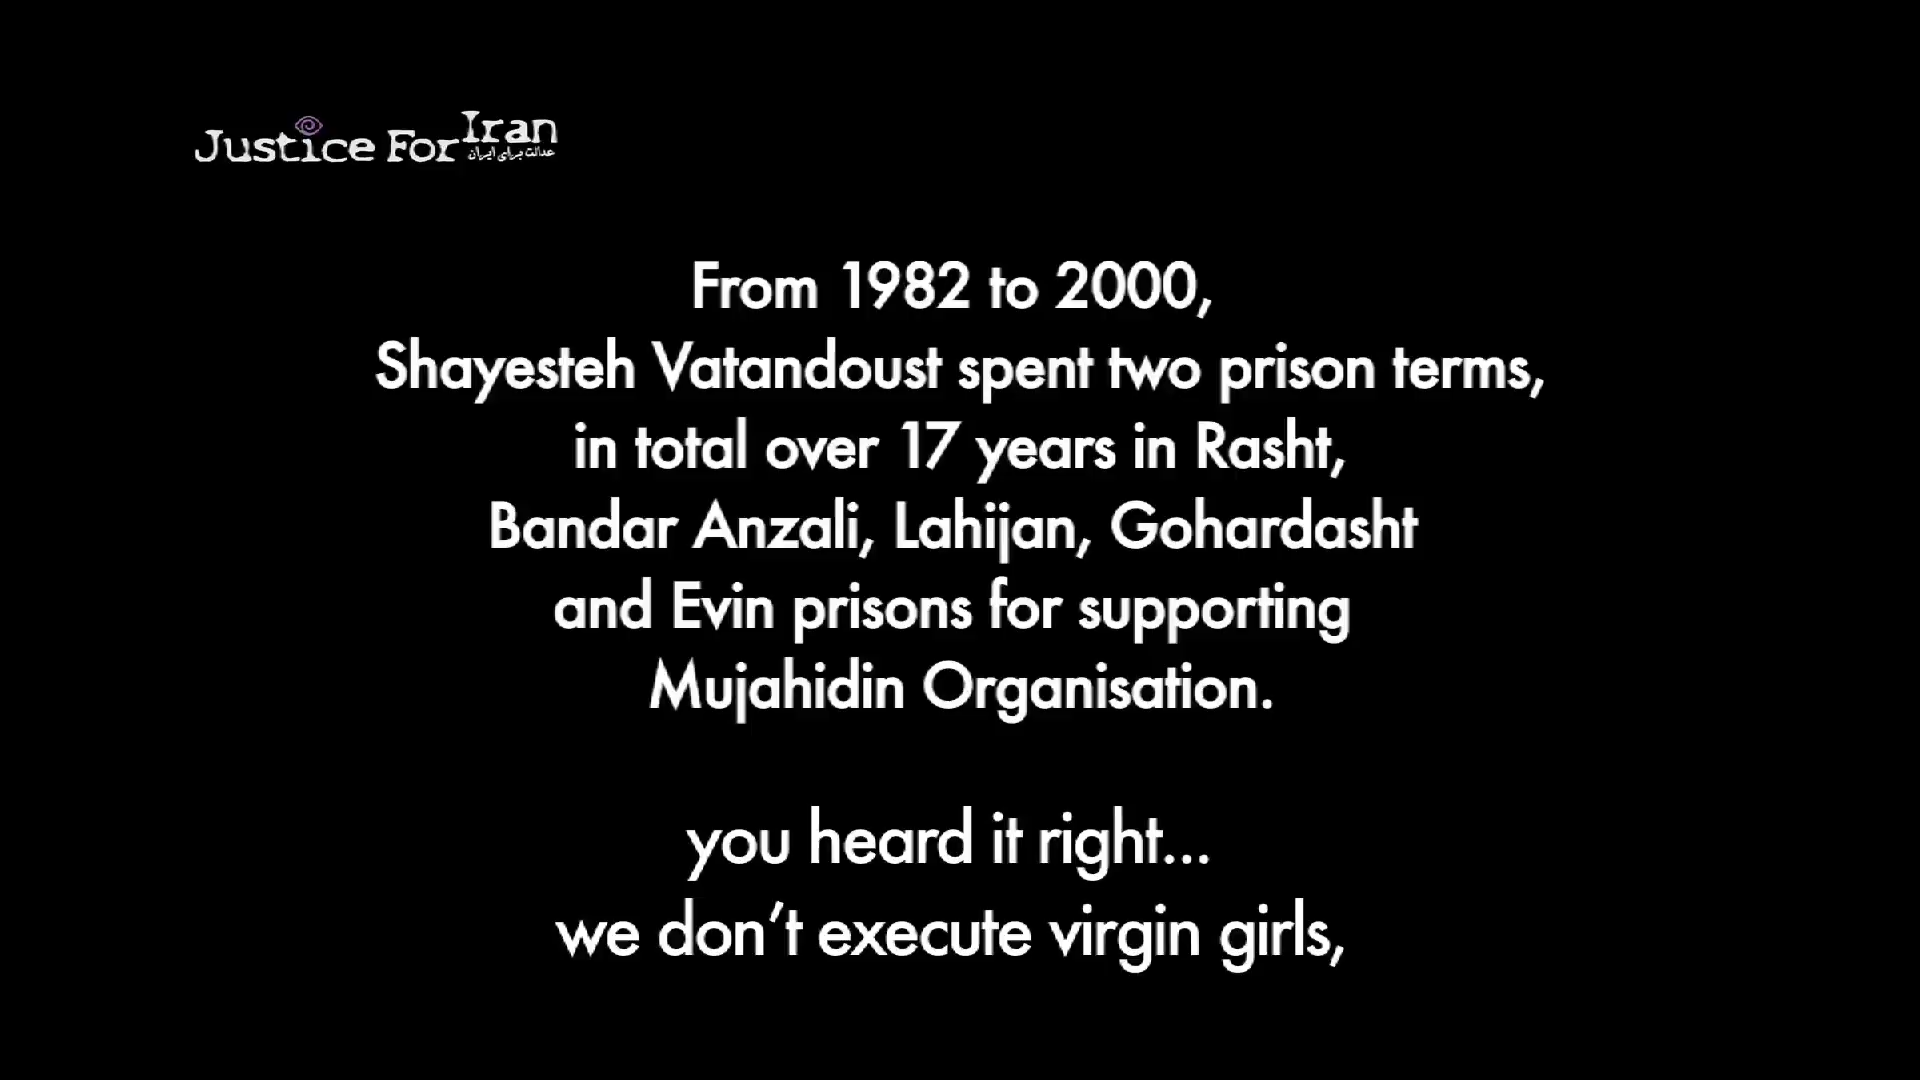 Justice For Iran
عدالت برای ایران
From 1982 to 2000,
Shayesteh Vatandoust spent two prison terms,
in total over 17 years in Rasht,
Bandar Anzali, Lahijan, Gohardasht
and Evin prisons for supporting
Mujahidin Organisation.
you heard it right...
we don't execute virgin girls,